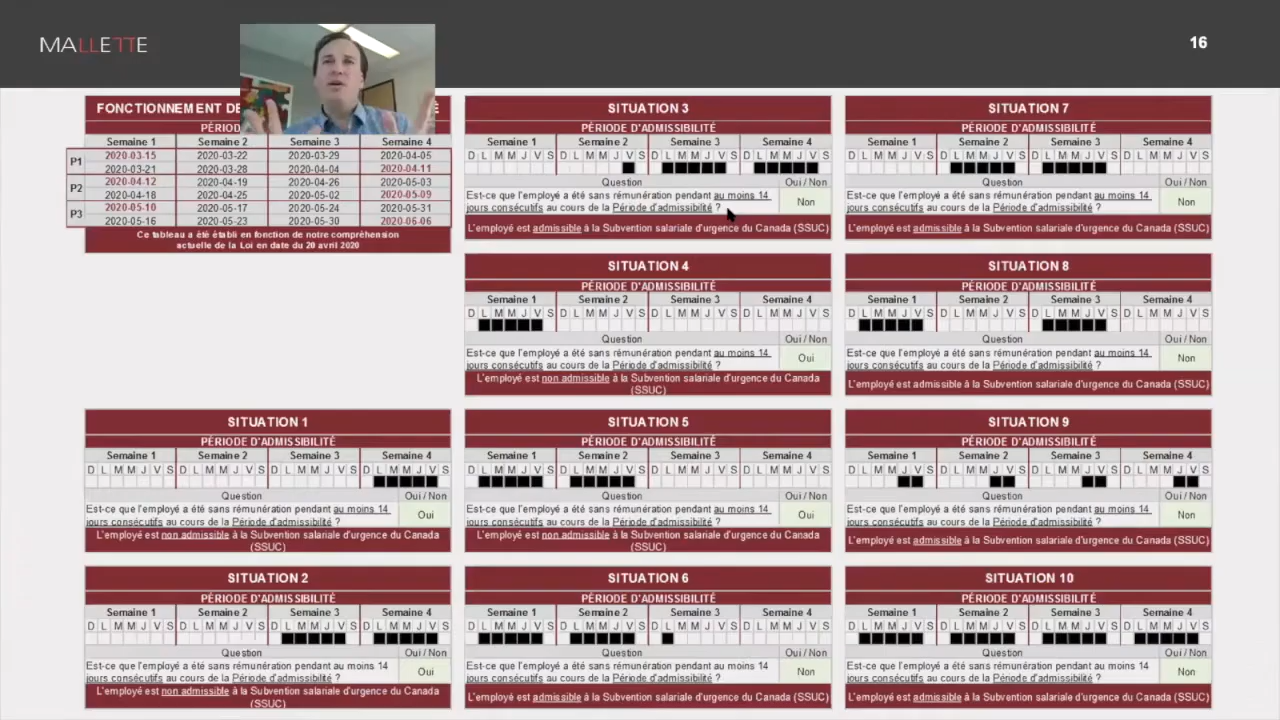 MALLETTE
16
FONCTIONNEMENT DE
PÉRIODE
Semaine 1 Semaine 2 Semaine 3 Semaine 4
P1 2020-03-15 2020-03-22 2020-03-29 2020-04-05
2020-03-21 2020-03-28 2020-04-04 2020-04-11
P2 2020-04-12 2020-04-19 2020-04-26 2020-05-03
2020-04-18 2020-04-25 2020-05-02 2020-05-09
P3 2020-05-10 2020-05-17 2020-05-24 2020-05-31
2020-05-16 2020-05-23 2020-05-30 2020-06-06
Ce tableau a été établi en fonction de notre compréhension
actuelle de la Loi en date du 20 avril 2020
SITUATION 1
PÉRIODE D'ADMISSIBILITÉ
Semaine 1 Semaine 2 Semaine 3 Semaine 4
D L M M J V S D L M M J V S D L M M J V S D L M M J V S
Question Oui / Non
Est-ce que l'employé a été sans rémunération pendant au moins 14
jours consécutifs au cours de la Période d'admissibilité ?
Oui
L'employé est non admissible à la Subvention salariale d'urgence du Canada
(SSUC)
SITUATION 2
PÉRIODE D'ADMISSIBILITÉ
Semaine 1 Semaine 2 Semaine 3 Semaine 4
D L M M J V S D L M M J V S D L M M J V S D L M M J V S
Question Oui / Non
Est-ce que l'employé a été sans rémunération pendant au moins 14
jours consécutifs au cours de la Période d'admissibilité ?
Oui
L'employé est non admissible à la Subvention salariale d'urgence du Canada
(SSUC)
SITUATION 3
PÉRIODE D'ADMISSIBILITÉ
Semaine 1 Semaine 2 Semaine 3 Semaine 4
D L M M J V S D L M M J V S D L M M J V S D L M M J V S
Question Oui / Non
Est-ce que l'employé a été sans rémunération pendant au moins 14
jours consécutifs au cours de la Période d'admissibilité ?
Non
L'employé est admissible à la Subvention salariale d'urgence du Canada (SSUC)
SITUATION 4
PÉRIODE D'ADMISSIBILITÉ
Semaine 1 Semaine 2 Semaine 3 Semaine 4
D L M M J V S D L M M J V S D L M M J V S D L M M J V S
Question Oui / Non
Est-ce que l'employé a été sans rémunération pendant au moins 14
jours consécutifs au cours de la Période d'admissibilité ?
Oui
L'employé est non admissible à la Subvention salariale d'urgence du Canada
(SSUC)
SITUATION 5
PÉRIODE D'ADMISSIBILITÉ
Semaine 1 Semaine 2 Semaine 3 Semaine 4
D L M M J V S D L M M J V S D L M M J V S D L M M J V S
Question Oui / Non
Est-ce que l'employé a été sans rémunération pendant au moins 14
jours consécutifs au cours de la Période d'admissibilité ?
Oui
L'employé est non admissible à la Subvention salariale d'urgence du Canada
(SSUC)
SITUATION 6
PÉRIODE D'ADMISSIBILITÉ
Semaine 1 Semaine 2 Semaine 3 Semaine 4
D L M M J V S D L M M J V S D L M M J V S D L M M J V S
Question Oui / Non
Est-ce que l'employé a été sans rémunération pendant au moins 14
jours consécutifs au cours de la Période d'admissibilité ?
Non
L'employé est admissible à la Subvention salariale d'urgence du Canada (SSUC)
SITUATION 7
PÉRIODE D'ADMISSIBILITÉ
Semaine 1 Semaine 2 Semaine 3 Semaine 4
D L M M J V S D L M M J V S D L M M J V S D L M M J V S
Question Oui / Non
Est-ce que l'employé a été sans rémunération pendant au moins 14
jours consécutifs au cours de la Période d'admissibilité ?
Non
L'employé est admissible à la Subvention salariale d'urgence du Canada (SSUC)
SITUATION 8
PÉRIODE D'ADMISSIBILITÉ
Semaine 1 Semaine 2 Semaine 3 Semaine 4
D L M M J V S D L M M J V S D L M M J V S D L M M J V S
Question Oui / Non
Est-ce que l'employé a été sans rémunération pendant au moins 14
jours consécutifs au cours de la Période d'admissibilité ?
Non
L'employé est admissible à la Subvention salariale d'urgence du Canada (SSUC)
SITUATION 9
PÉRIODE D'ADMISSIBILITÉ
Semaine 1 Semaine 2 Semaine 3 Semaine 4
D L M M J V S D L M M J V S D L M M J V S D L M M J V S
Question Oui / Non
Est-ce que l'employé a été sans rémunération pendant au moins 14
jours consécutifs au cours de la Période d'admissibilité ?
Non
L'employé est admissible à la Subvention salariale d'urgence du Canada (SSUC)
SITUATION 10
PÉRIODE D'ADMISSIBILITÉ
Semaine 1 Semaine 2 Semaine 3 Semaine 4
D L M M J V S D L M M J V S D L M M J V S D L M M J V S
Question Oui / Non
Est-ce que l'employé a été sans rémunération pendant au moins 14
jours consécutifs au cours de la Période d'admissibilité ?
Non
L'employé est admissible à la Subvention salariale d'urgence du Canada (SSUC)